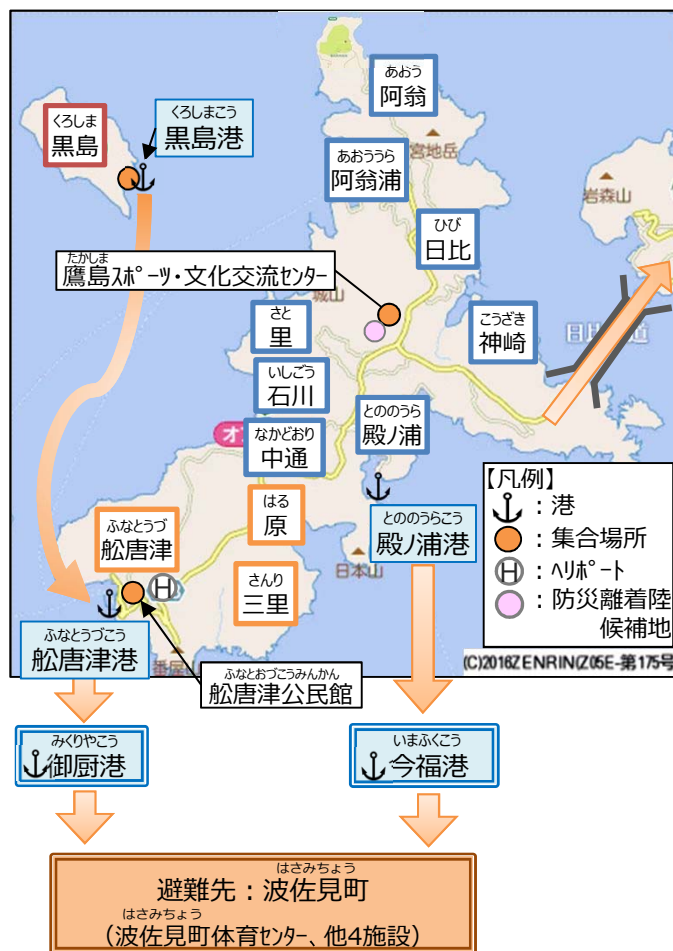 あおう
阿翁
くろしま
黒島
くろしまこう
黒島港
宮地岳
あおううら
阿翁浦
岩森山
ひび
日比
たかしま
鷹島スポーツ・文化交流センター
城山
さと
里
こうざき
神崎
日比
道
いしごう
石川
とののうら
殿ノ浦
なかどおり
中通
オ
はる
原
ふなとうづ
舩唐津
とののうらこう
殿ノ浦港
日本山
さんり
三里
【凡例】
：港
：集合場所
H：ヘリポート
：防災離着陸
候補地
H
ふなとうづこう
舩唐津港
番屋
ふなとおづこうみんかん
舩唐津公民館
(C)2016ZENRIN(Z05E-第175号
みくりやこう
御厨港
いまふくこう
今福港
はさみちょう
避難先：波佐見町
はさみちょう
（波佐見町体育センター、他4施設）